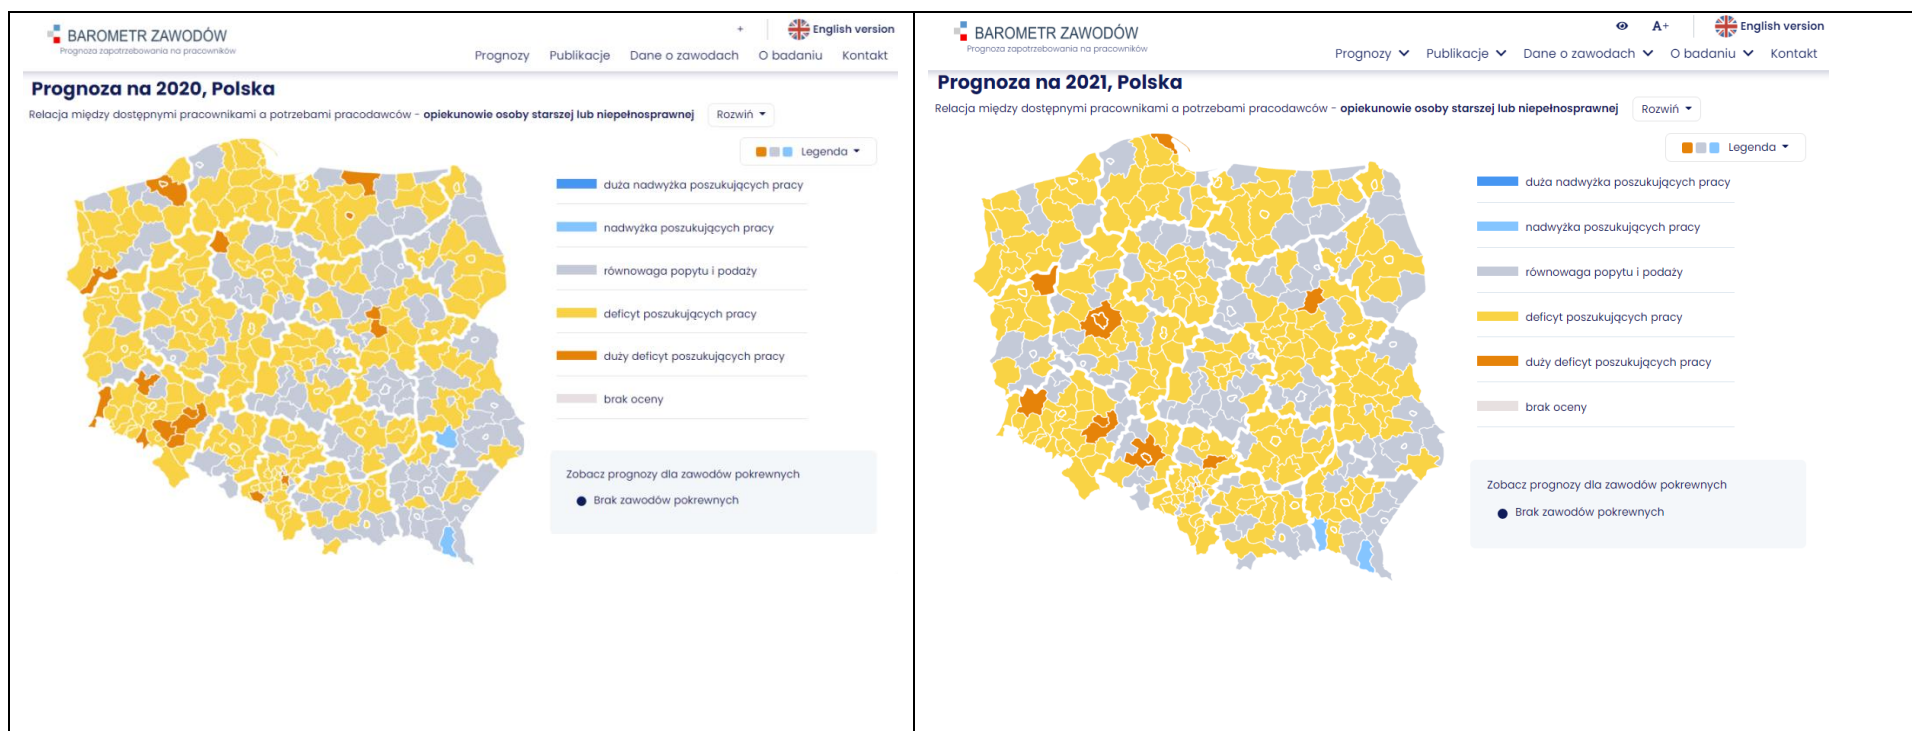 BAROMETR ZAWODÓW
Prognoza zapotrzebowania na pracowników
+
English version
Prognozy Publikacje Dane o zawodach O badaniu Kontakt
Prognoza na 2020, Polska
Relacja między dostępnymi pracownikami a potrzebami pracodawców - opiekunowie osoby starszej lub niepełnosprawnej
Rozwiń
Legenda
duża nadwyżka poszukujących pracy
nadwyżka poszukujących pracy
równowaga popytu i podaży
deficyt poszukujących pracy
duży deficyt poszukujących pracy
brak oceny
Zobacz prognozy dla zawodów pokrewnych
Brak zawodów pokrewnych
BAROMETR ZAWODÓW
Prognoza zapotrzebowania na pracowników
A+
English version
Prognozy Publikacje Dane o zawodach O badaniu Kontakt
Prognoza na 2021, Polska
Relacja między dostępnymi pracownikami a potrzebami pracodawców - opiekunowie osoby starszej lub niepełnosprawnej
Rozwiń
Legenda
duża nadwyżka poszukujących pracy
nadwyżka poszukujących pracy
równowaga popytu i podaży
deficyt poszukujących pracy
duży deficyt poszukujących pracy
brak oceny
Zobacz prognozy dla zawodów pokrewnych
Brak zawodów pokrewnych